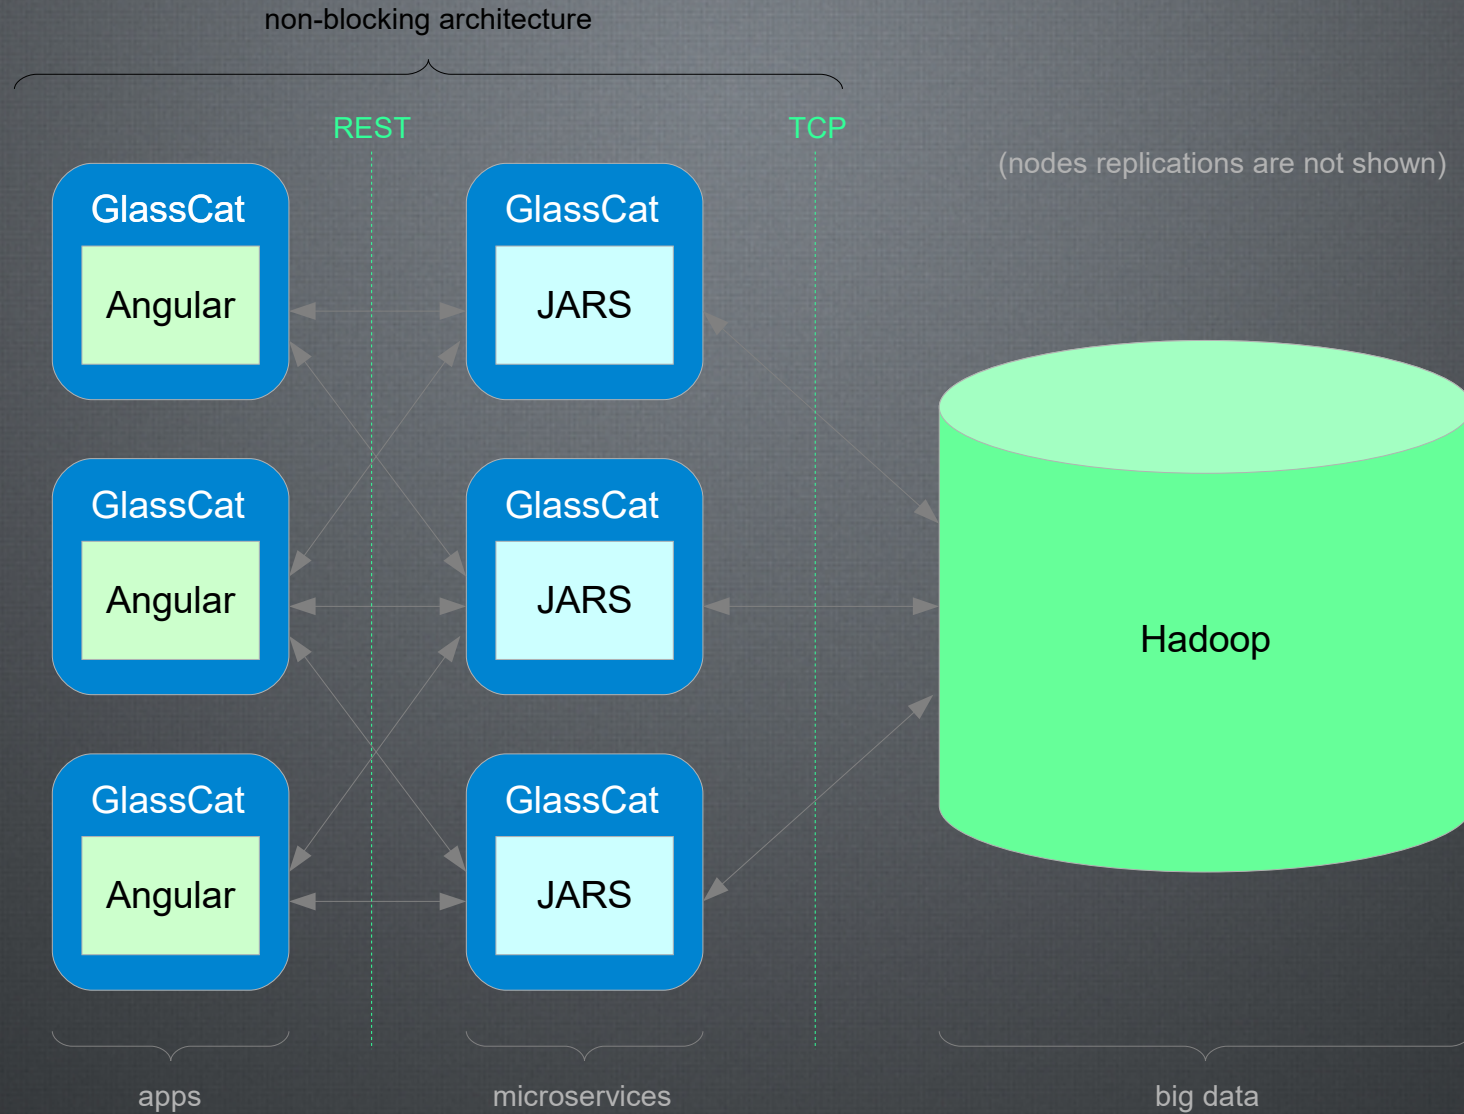 non-blocking architecture
REST
TCP
(nodes replications are not shown)
GlassCat
Angular
GlassCat
JARS
GlassCat
Angular
GlassCat
JARS
Hadoop
GlassCat
Angular
GlassCat
JARS
apps
microservices
big data